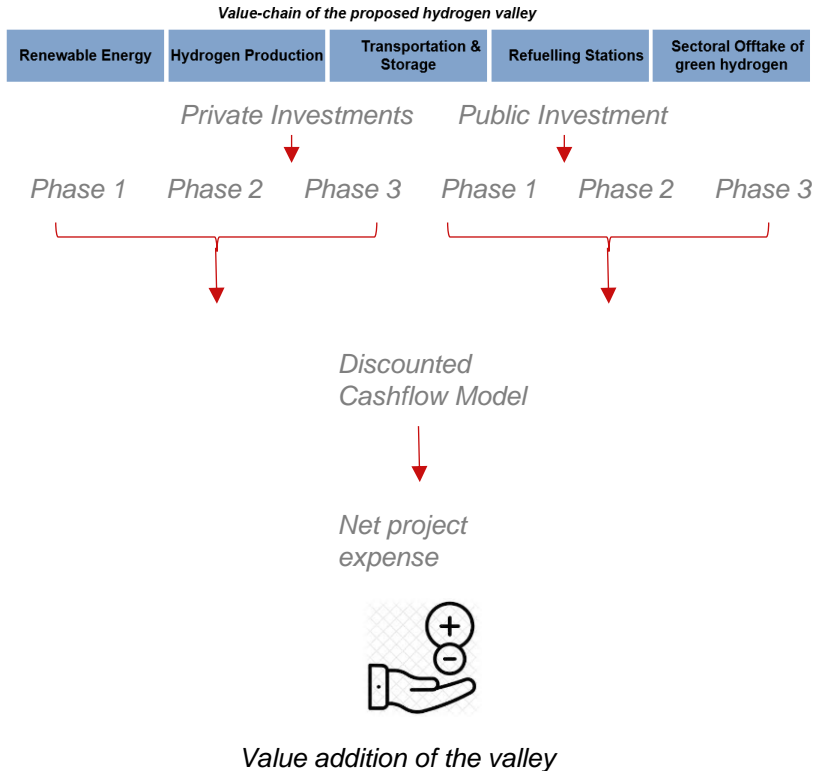 Value-chain of the proposed hydrogen valley
Renewable Energy
Hydrogen Production
Transportation &
Storage
Refuelling Stations
Sectoral Offtake of
green hydrogen
Private Investments
Public Investment
Phase 1
Phase 2
Phase 3
Phase 1
Phase 2
Phase 3
Discounted
Cashflow Model
Net project
expense
Value addition of the valley